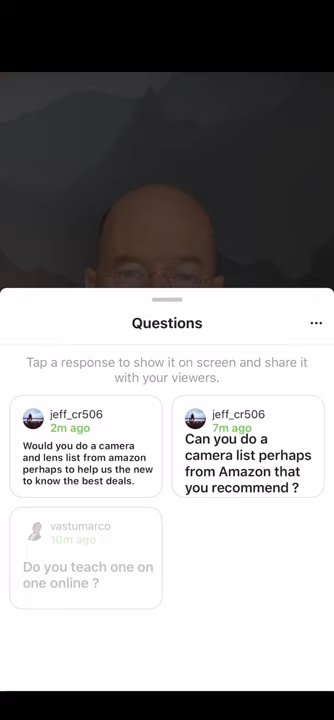 Questions
Tap a response to show it on screen and share it
with your viewers.
jeff_cr506
2m ago
Would you do a camera
and lens list from amazon
perhaps to help us the new
to know the best deals.
jeff_cr506
7m ago
Can you do a
camera list perhaps
from Amazon that
you recommend ?
vastumarco
10m ago
Do you teach one on
one online ?